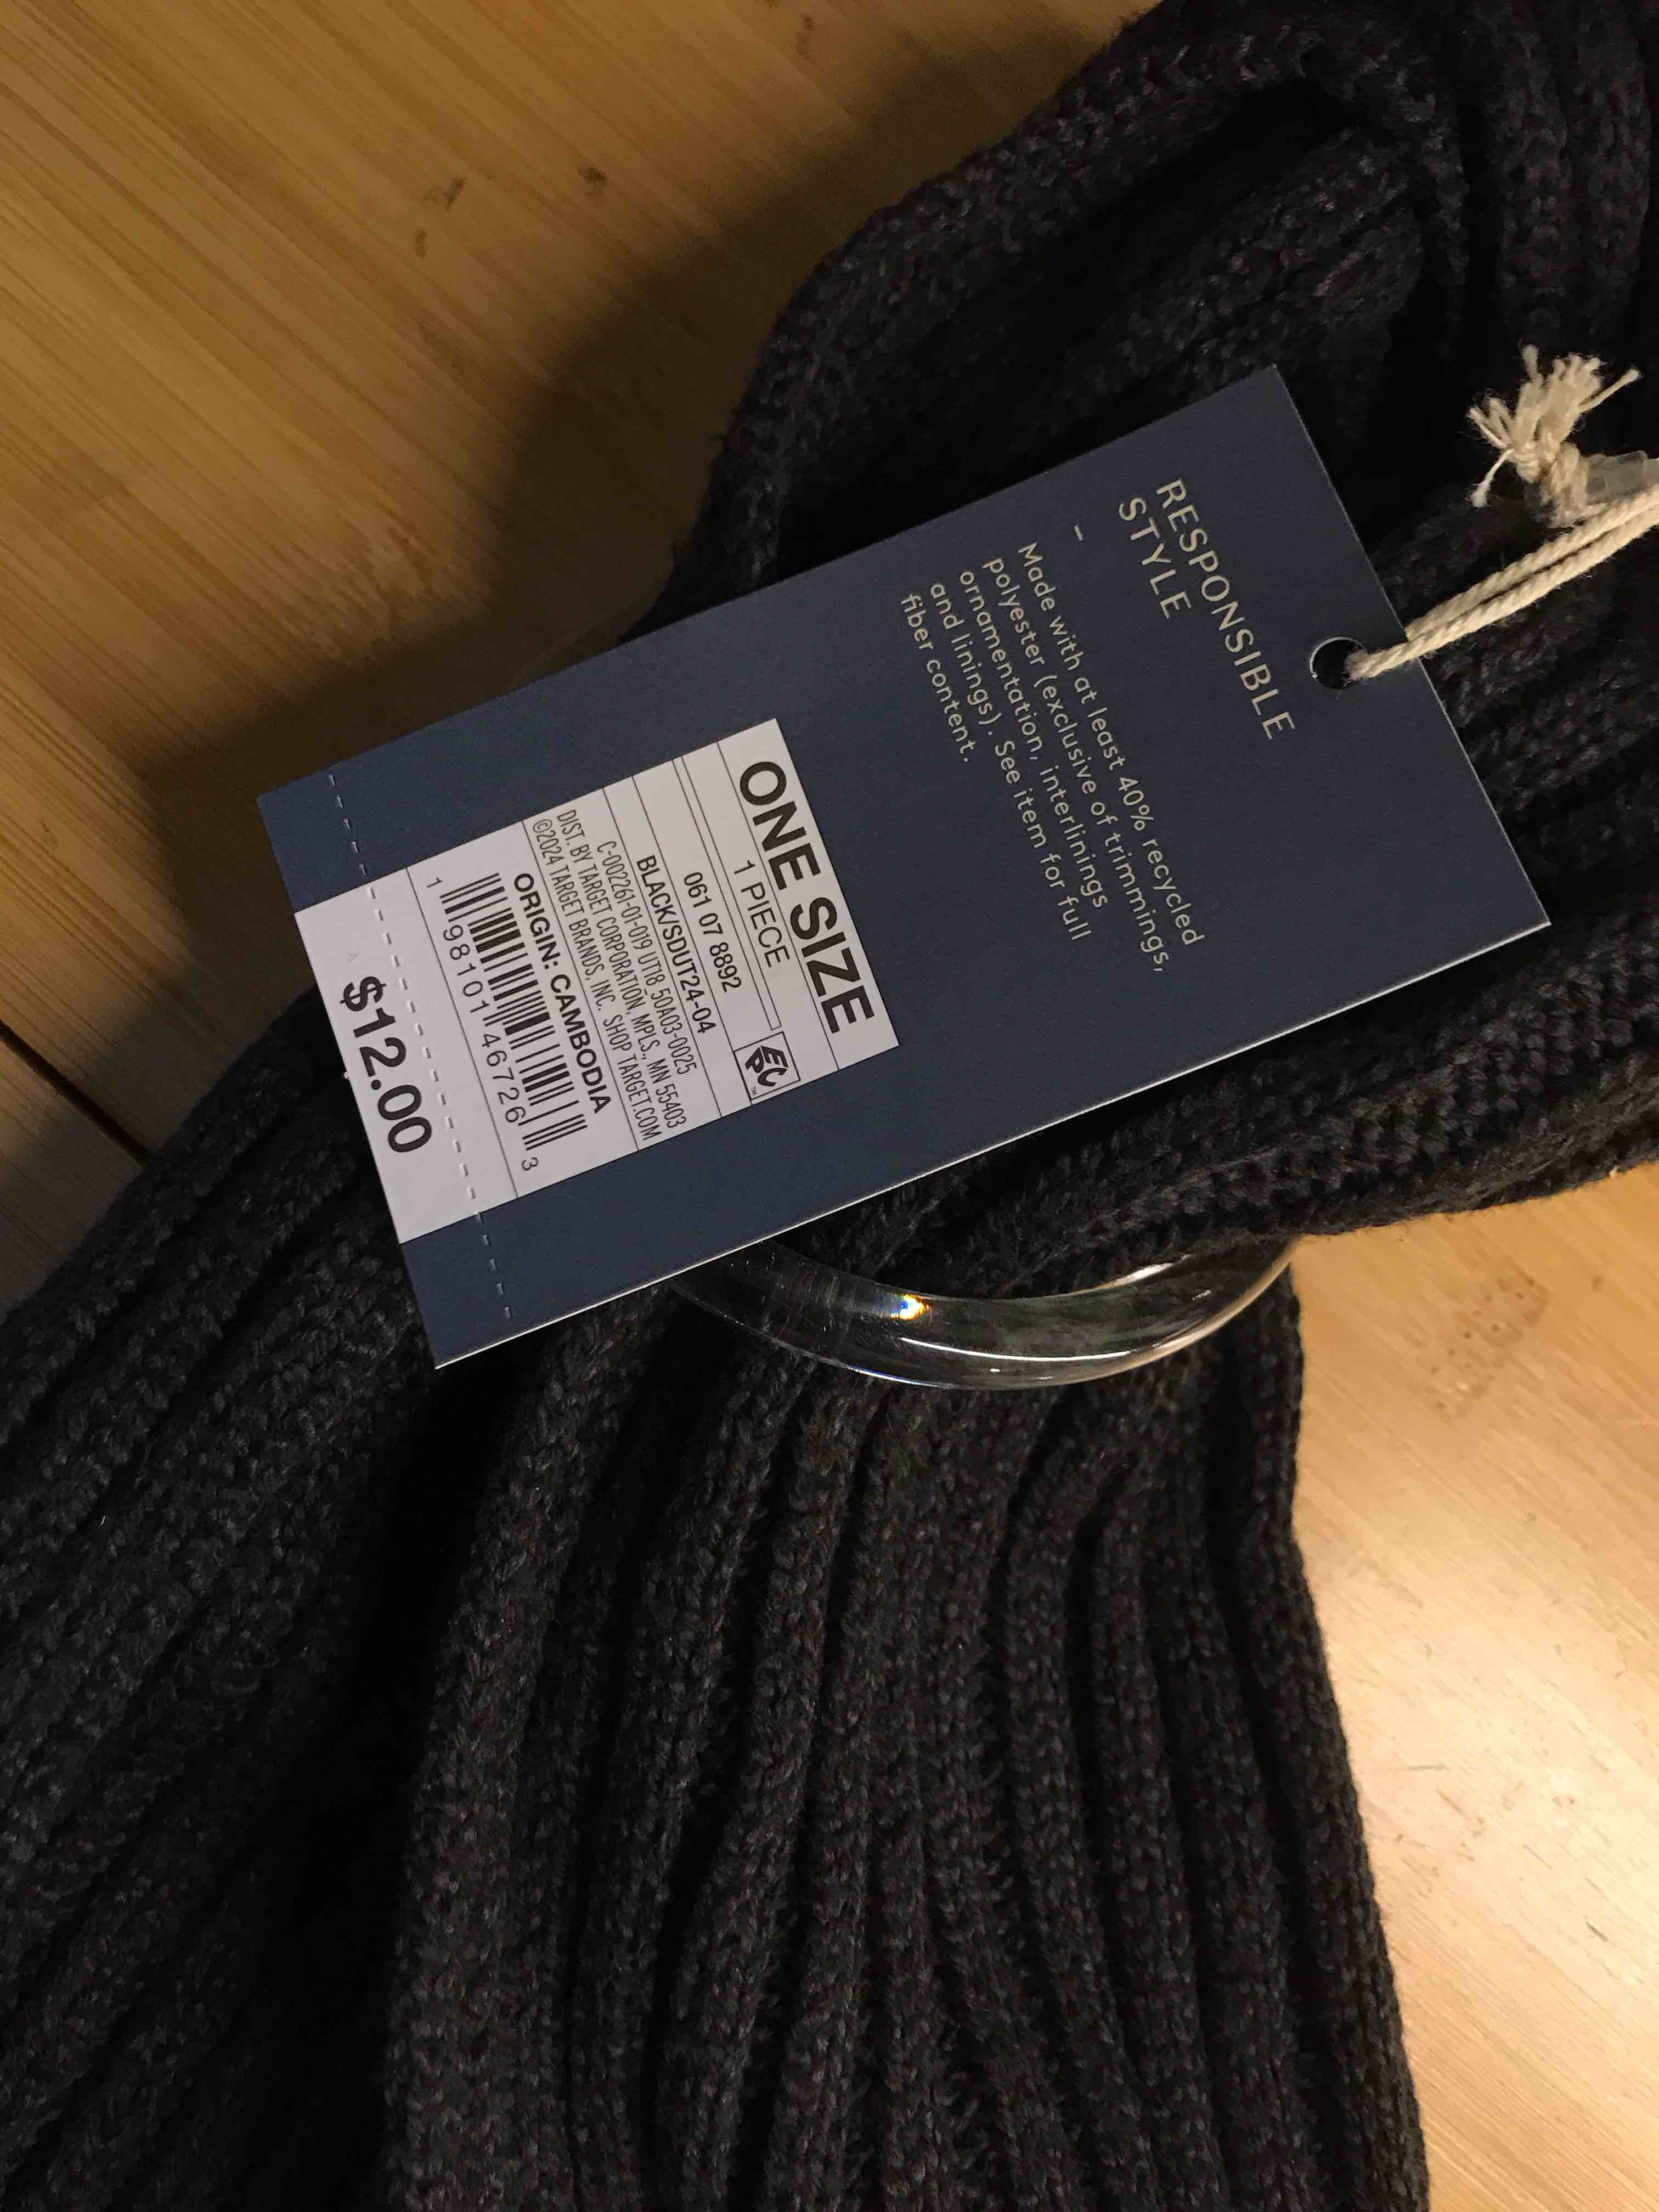 RESPONSIBLE
STYLE
–
Made with at least 40% recycled
polyester (exclusive of trimmings,
ornamentation, interlinings
and linings). See item for full
fiber content.
ONE SIZE
1 PIECE
EPC™
061 07 8892
BLACK/SDUT24-04
C-002261-01-019 UT18 50A03-0025
DIST. BY TARGET CORPORATION, MPLS., MN 55403
©2024 TARGET BRANDS, INC. SHOP TARGET.COM
ORIGIN: CAMBODIA
1 98101 46726 3
$12.00